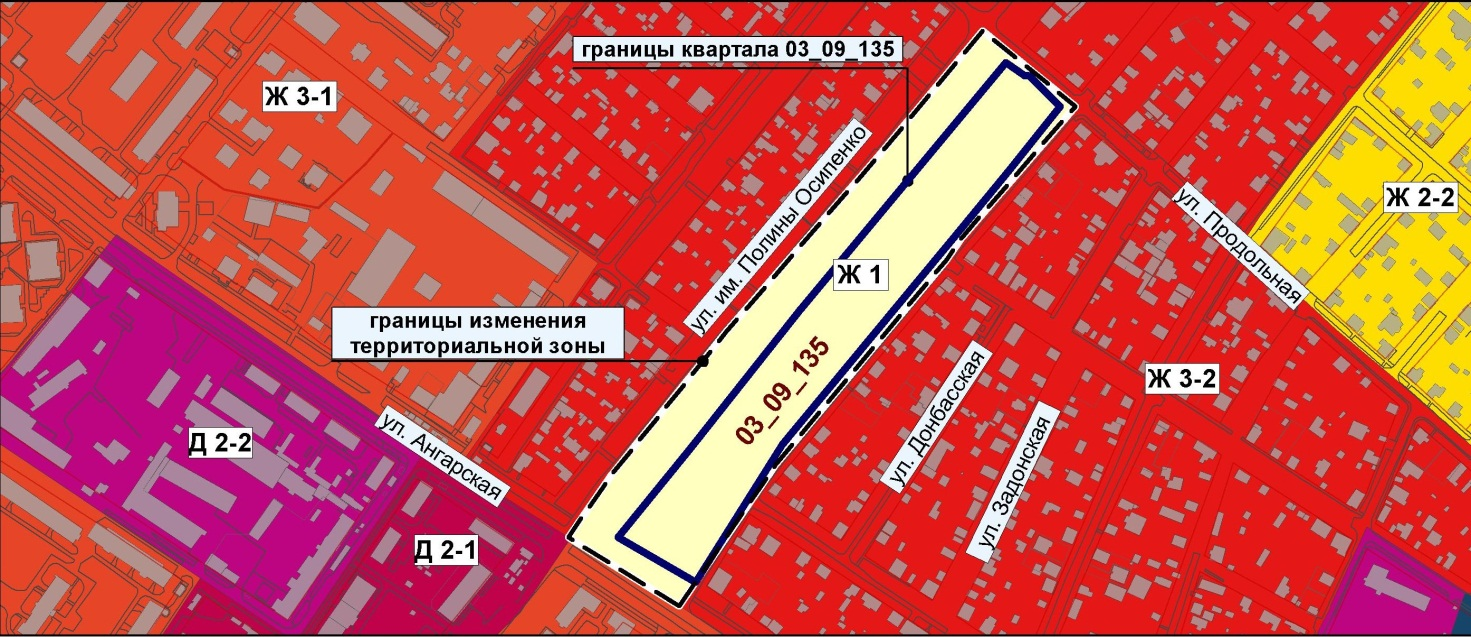 границы квартала 03_09_135
Ж 3-1
ул. им. Полины Осипенко
Ж 2-2
ул. Продольная
Ж 1
границы изменения
территориальной зоны
03_09_135
Ж 3-2
ул. Донбасская
ул. Ангарская
ул. Задонская
Д 2-2
Д 2-1